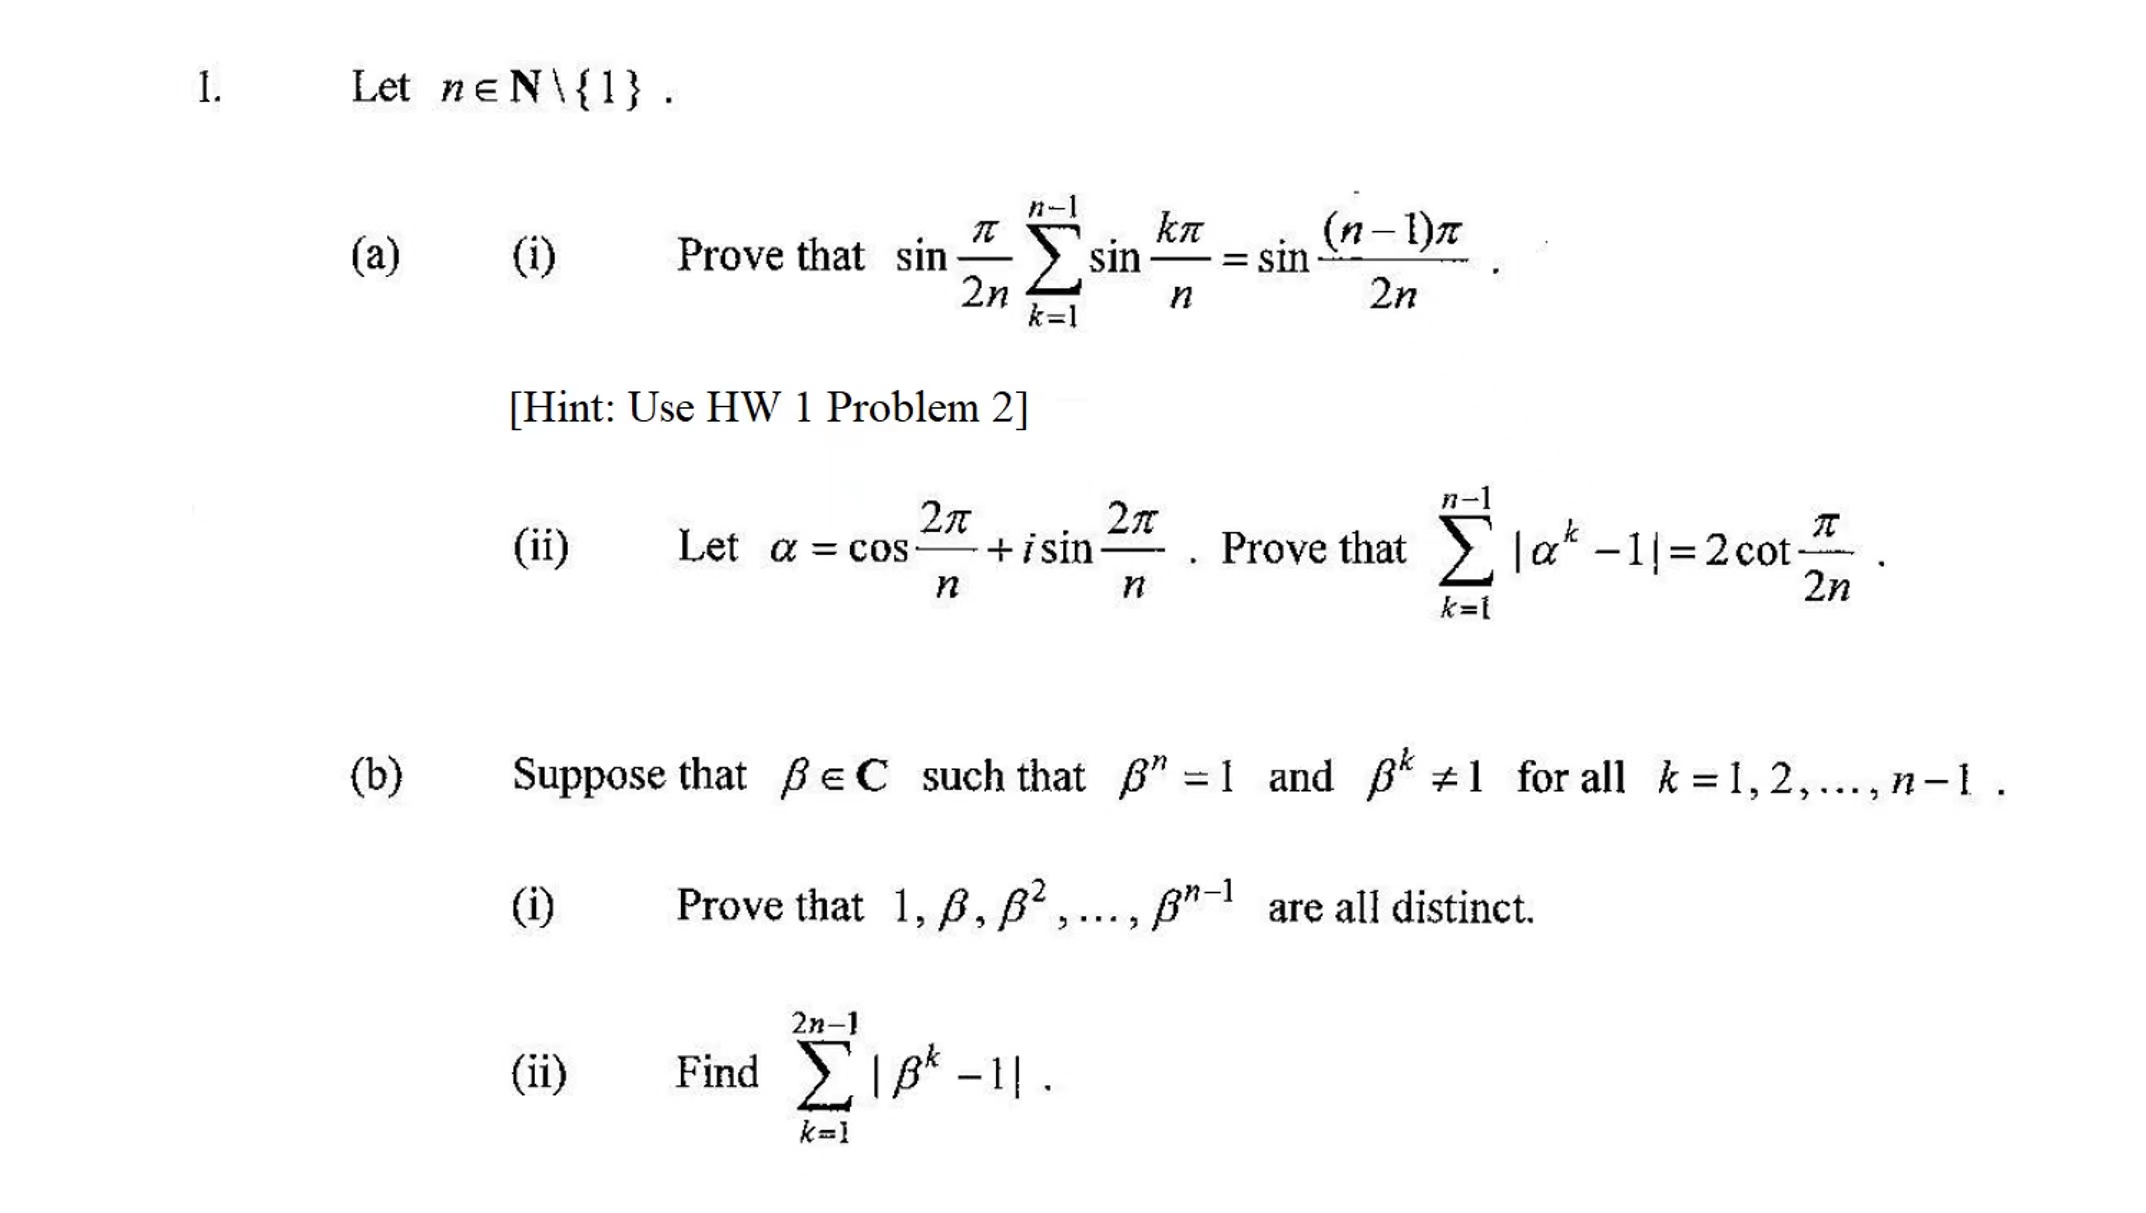 1. Let n ∈ N \ {1} .
(a) (i) Prove that sin π/2n ∑_{k=1}^{n−1} sin kπ/n = sin (n−1)π/2n .
[Hint: Use HW 1 Problem 2]
(ii) Let α = cos 2π/n + i sin 2π/n . Prove that ∑_{k=1}^{n−1} |α^k − 1| = 2 cot π/2n .
(b) Suppose that β ∈ C such that β^n = 1 and β^k ≠ 1 for all k = 1, 2, ..., n − 1 .
(i) Prove that 1, β, β^2 , ..., β^{n−1} are all distinct.
(ii) Find ∑_{k=1}^{2n−1} | β^k − 1| .